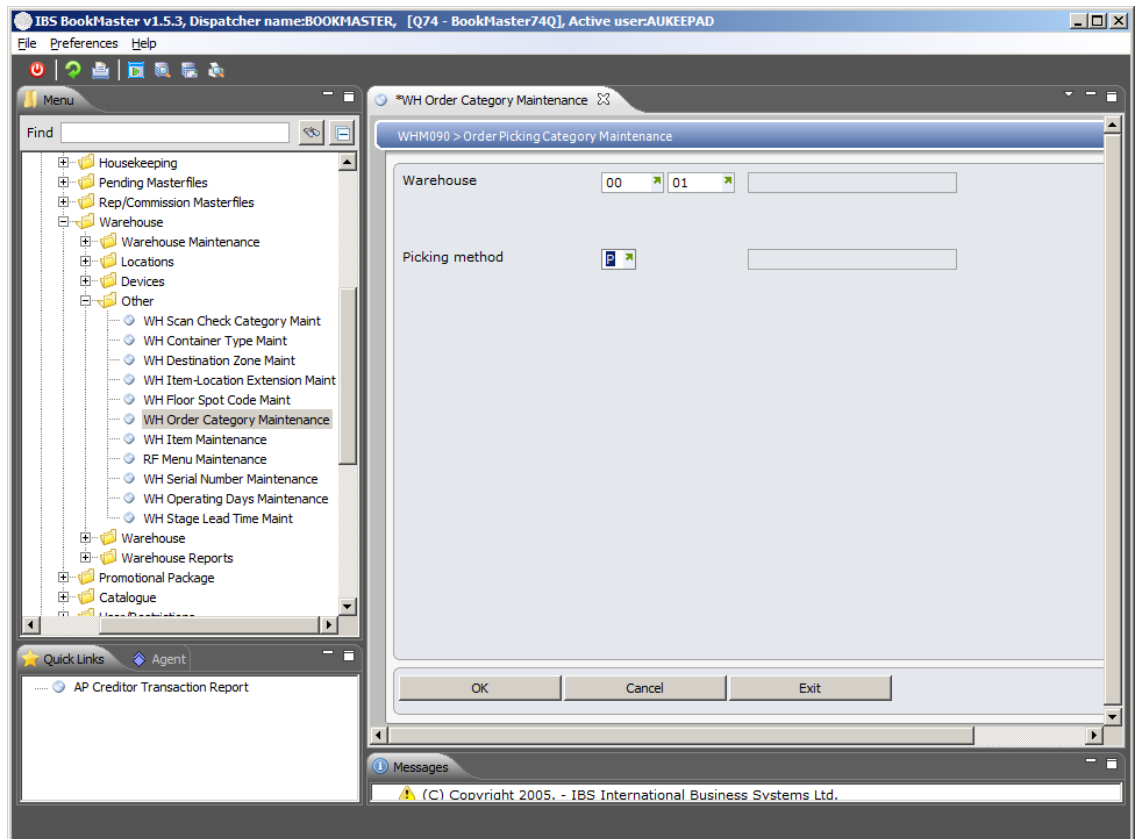 IBS BookMaster v1.5.3, Dispatcher name:BOOKMASTER, [Q74 - BookMaster74Q], Active user:AUKEEPAD
File Preferences Help
Menu
Find
Housekeeping
Pending Masterfiles
Rep/Commission Masterfiles
Warehouse
Warehouse Maintenance
Locations
Devices
Other
WH Scan Check Category Maint
WH Container Type Maint
WH Destination Zone Maint
WH Item-Location Extension Maint
WH Floor Spot Code Maint
WH Order Category Maintenance
WH Item Maintenance
RF Menu Maintenance
WH Serial Number Maintenance
WH Operating Days Maintenance
WH Stage Lead Time Maint
Warehouse
Warehouse Reports
Promotional Package
Catalogue
User/Restrictions
Quick Links Agent
AP Creditor Transaction Report
*WH Order Category Maintenance
WHM090 > Order Picking Category Maintenance
Warehouse 00 01
Picking method P
OK Cancel Exit
Messages
(C) Copyright 2005. - IBS International Business Systems Ltd.